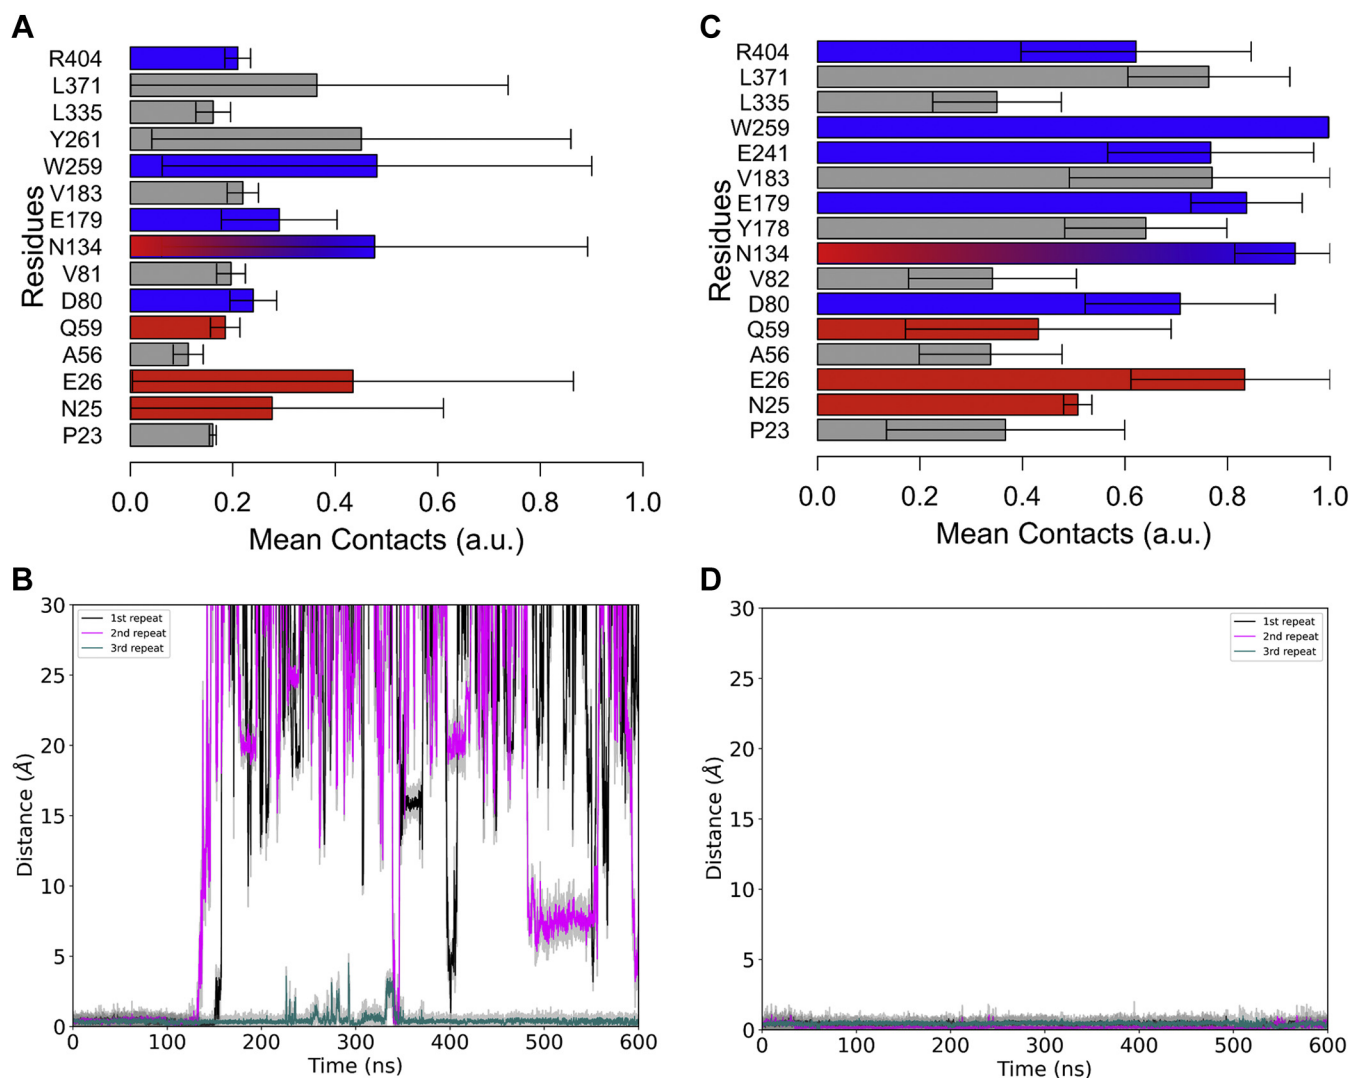 A
R404
L371
L335
Y261
W259
V183
E179
N134
V81
D80
Q59
A56
E26
N25
P23
Residues
0.0 0.2 0.4 0.6 0.8 1.0
Mean Contacts (a.u.)
C
R404
L371
L335
W259
E241
V183
E179
Y178
N134
V82
D80
Q59
A56
E26
N25
P23
Residues
0.0 0.2 0.4 0.6 0.8 1.0
Mean Contacts (a.u.)
B
30
25
20
15
10
5
0
Distance (Å)
1st repeat
2nd repeat
3rd repeat
0 100 200 300 400 500 600
Time (ns)
D
30
25
20
15
10
5
0
Distance (Å)
1st repeat
2nd repeat
3rd repeat
0 100 200 300 400 500 600
Time (ns)